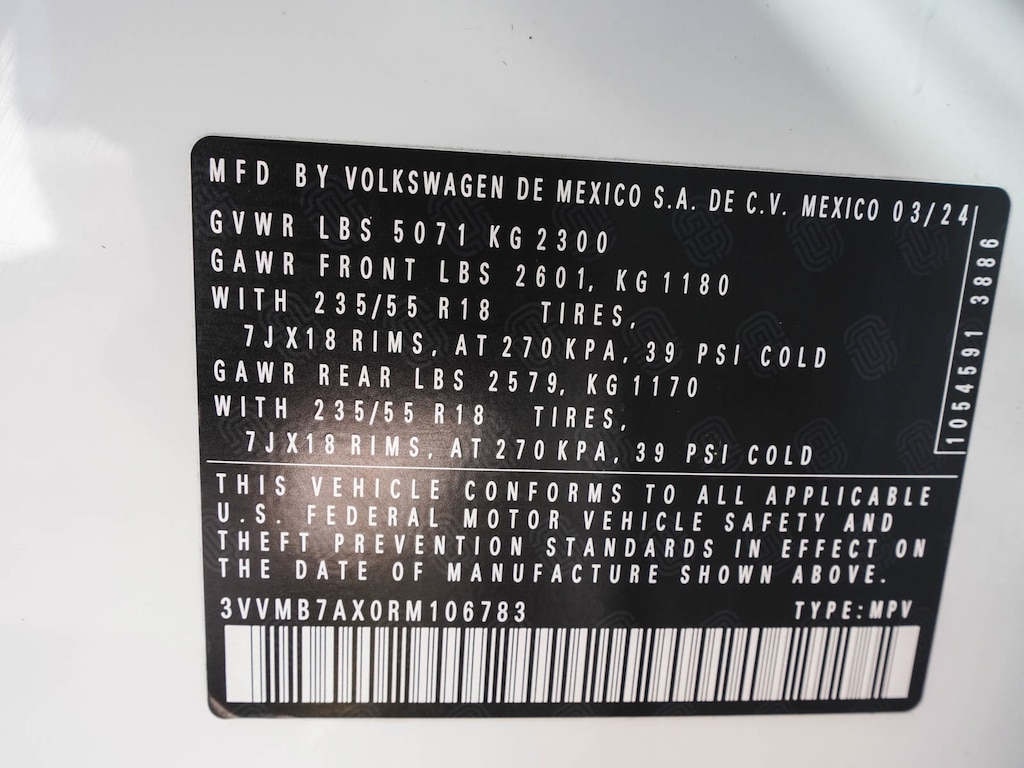 MFD BY VOLKSWAGEN DE MEXICO S.A. DE C.V. MEXICO 03/24
GVWR LBS 5071 KG 2300
GAWR FRONT LBS 2601, KG 1180
WITH 235/55 R18 TIRES,
7JX18 RIMS, AT 270 KPA, 39 PSI COLD
GAWR REAR LBS 2579, KG 1170
WITH 235/55 R18 TIRES,
7JX18 RIMS, AT 270 KPA, 39 PSI COLD
1054591 3886
THIS VEHICLE CONFORMS TO ALL APPLICABLE
U.S. FEDERAL MOTOR VEHICLE SAFETY AND
THEFT PREVENTION STANDARDS IN EFFECT ON
THE DATE OF MANUFACTURE SHOWN ABOVE.
3VVMB7AX0RM106783 TYPE: MPV